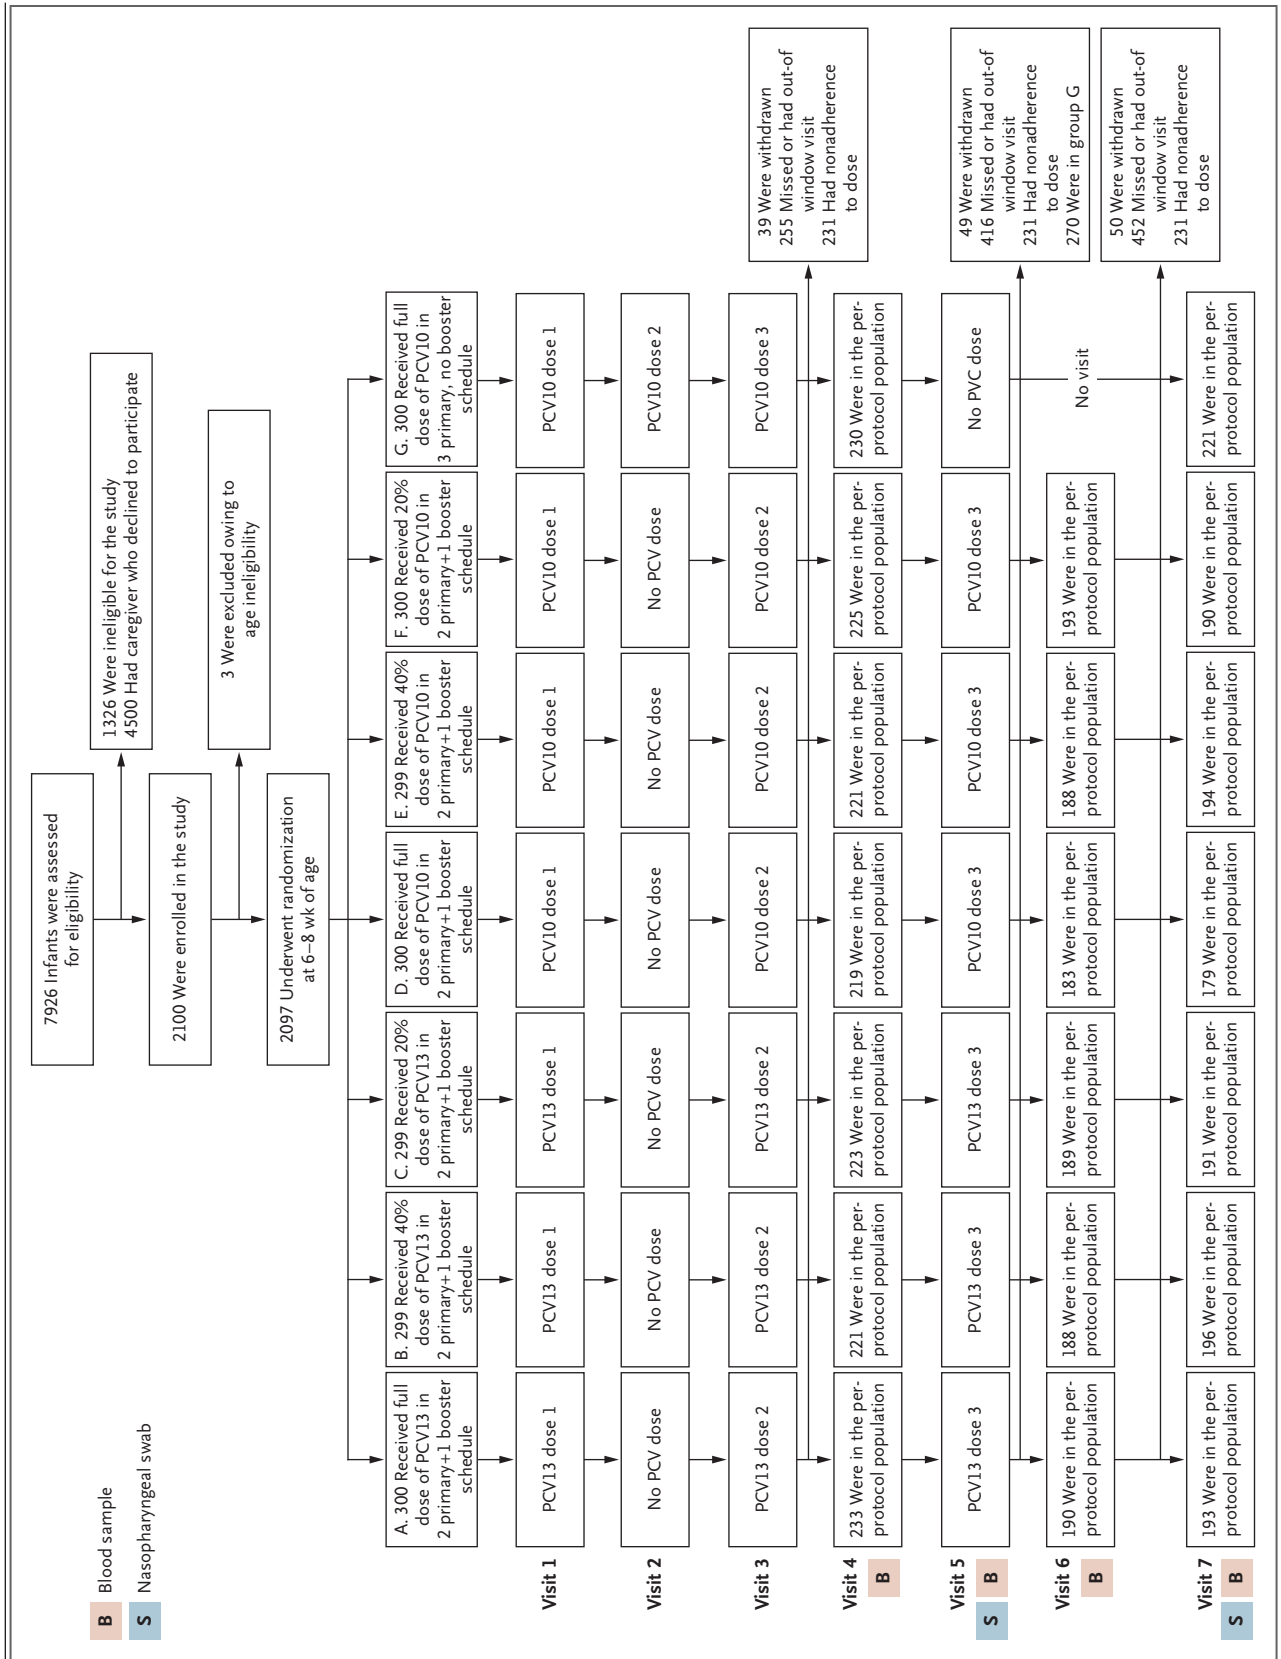 B Blood sample
S Nasopharyngeal swab
7926 Infants were assessed
for eligibility
1326 Were ineligible for the study
4500 Had caregiver who declined to participate
2100 Were enrolled in the study
3 Were excluded owing to
age ineligibility
2097 Underwent randomization
at 6–8 wk of age
A. 300 Received full
dose of PCV13 in
2 primary+1 booster
schedule
B. 299 Received 40%
dose of PCV13 in
2 primary+1 booster
schedule
C. 299 Received 20%
dose of PCV13 in
2 primary+1 booster
schedule
D. 300 Received full
dose of PCV10 in
2 primary+1 booster
schedule
E. 299 Received 40%
dose of PCV10 in
2 primary+1 booster
schedule
F. 300 Received 20%
dose of PCV10 in
2 primary+1 booster
schedule
G. 300 Received full
dose of PCV10 in
3 primary, no booster
schedule
Visit 1
PCV13 dose 1
PCV13 dose 1
PCV13 dose 1
PCV10 dose 1
PCV10 dose 1
PCV10 dose 1
PCV10 dose 1
Visit 2
No PCV dose
No PCV dose
No PCV dose
No PCV dose
No PCV dose
No PCV dose
PCV10 dose 2
Visit 3
PCV13 dose 2
PCV13 dose 2
PCV13 dose 2
PCV10 dose 2
PCV10 dose 2
PCV10 dose 2
PCV10 dose 3
39 Were withdrawn
255 Missed or had out-of
window visit
231 Had nonadherence
to dose
Visit 4
B
233 Were in the per-
protocol population
221 Were in the per-
protocol population
223 Were in the per-
protocol population
219 Were in the per-
protocol population
221 Were in the per-
protocol population
225 Were in the per-
protocol population
230 Were in the per-
protocol population
Visit 5
S B
PCV13 dose 3
PCV13 dose 3
PCV13 dose 3
PCV10 dose 3
PCV10 dose 3
PCV10 dose 3
No PVC dose
49 Were withdrawn
416 Missed or had out-of
window visit
231 Had nonadherence
to dose
270 Were in group G
Visit 6
B
190 Were in the per-
protocol population
188 Were in the per-
protocol population
189 Were in the per-
protocol population
183 Were in the per-
protocol population
188 Were in the per-
protocol population
193 Were in the per-
protocol population
No visit
50 Were withdrawn
452 Missed or had out-of
window visit
231 Had nonadherence
to dose
Visit 7
S B
193 Were in the per-
protocol population
196 Were in the per-
protocol population
191 Were in the per-
protocol population
179 Were in the per-
protocol population
194 Were in the per-
protocol population
190 Were in the per-
protocol population
221 Were in the per-
protocol population